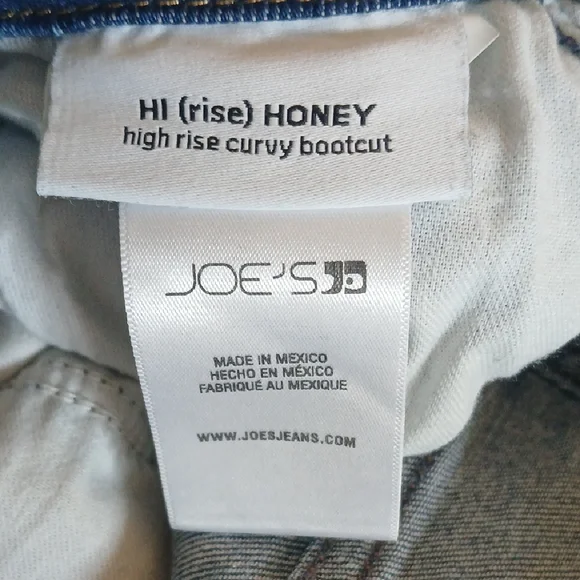 HI (rise) HONEY
high rise curvy bootcut
JOE'S
MADE IN MEXICO
HECHO EN MÉXICO
FABRIQUÉ AU MEXIQUE
WWW.JOESJEANS.COM